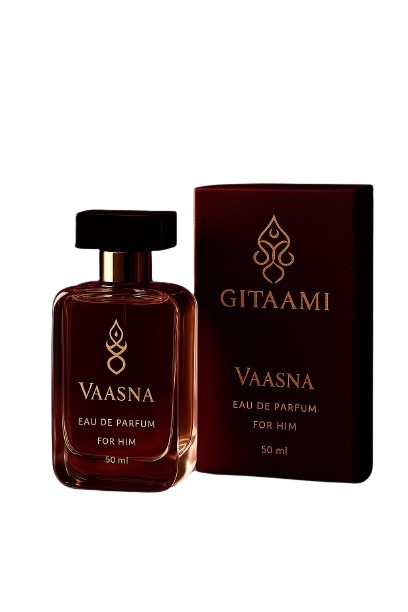 VAASNA
EAU DE PARFUM
FOR HIM
50 ml
GITAAMI
VAASNA
EAU DE PARFUM
FOR HIM
50 ml